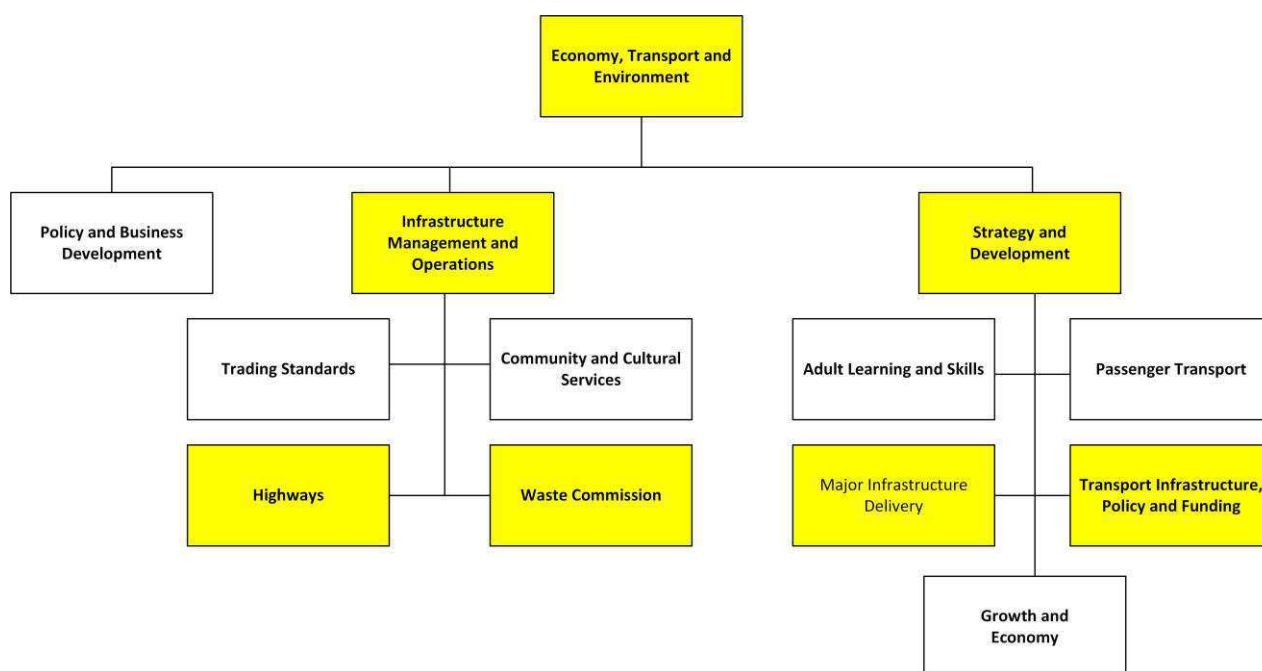 Economy, Transport and
Environment
Policy and Business
Development
Infrastructure
Management and
Operations
Strategy and
Development
Trading Standards
Community and Cultural
Services
Adult Learning and Skills
Passenger Transport
Highways
Waste Commission
Major Infrastructure
Delivery
Transport Infrastructure,
Policy and Funding
Growth and
Economy